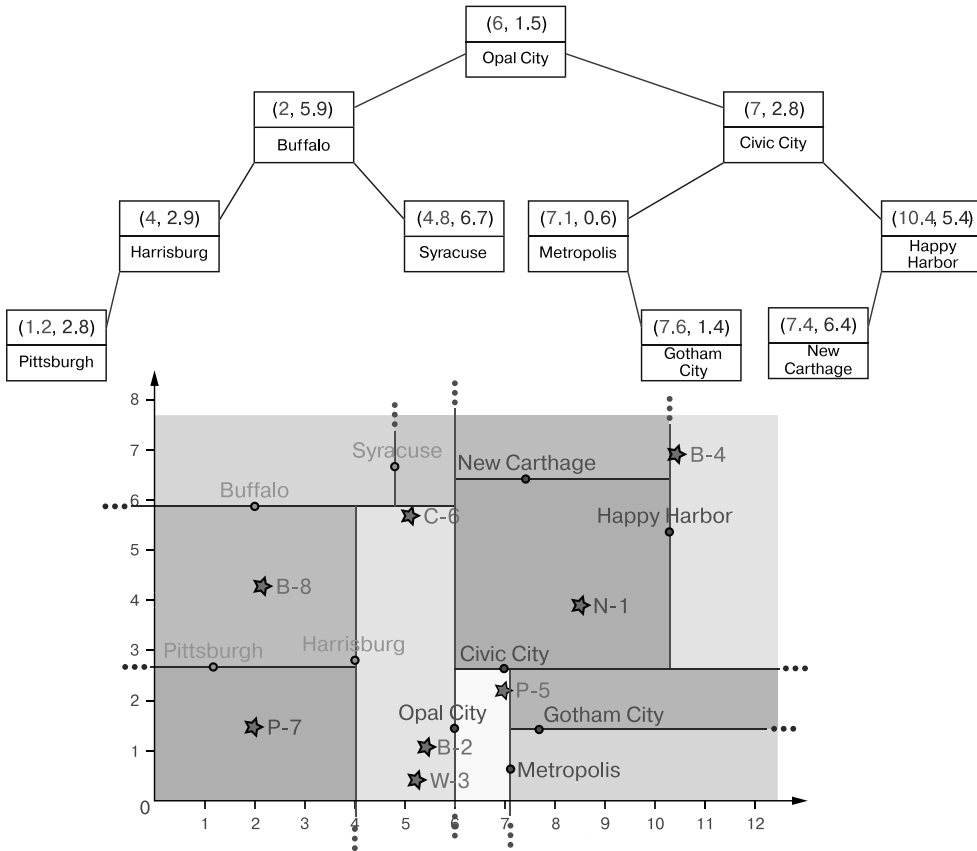 (6, 1.5)
Opal City
(2, 5.9)
Buffalo
(7, 2.8)
Civic City
(4, 2.9)
Harrisburg
(4.8, 6.7)
Syracuse
(7.1, 0.6)
Metropolis
(10.4, 5.4)
Happy
Harbor
(1.2, 2.8)
Pittsburgh
(7.6, 1.4)
Gotham
City
(7.4, 6.4)
New
Carthage
8
7
6
5
4
3
2
1
0
Syracuse
New Carthage
B-4
Buffalo
C-6
Happy Harbor
B-8
N-1
Pittsburgh
Harrisburg
Civic City
P-5
Opal City
Gotham City
P-7
B-2
W-3
Metropolis
1 2 3 4 5 6 7 8 9 10 11 12